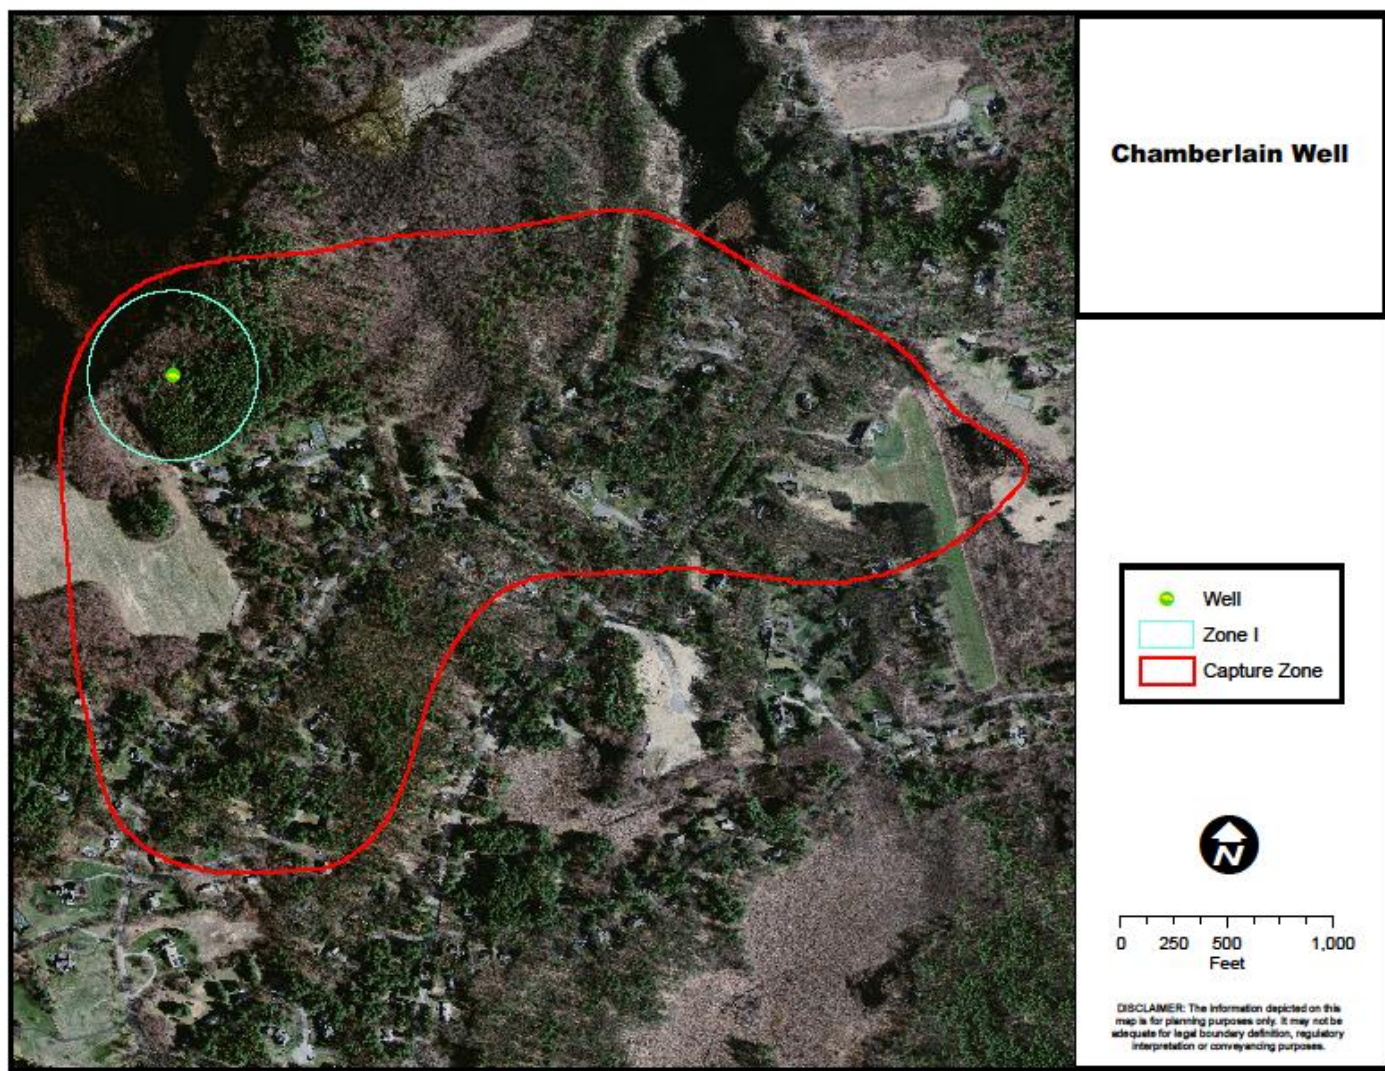 Chamberlain Well
Well
Zone I
Capture Zone
N
0 250 500 1,000
Feet
DISCLAIMER: The information depicted on this
map is for planning purposes only. It may not be
adequate for legal boundary definition, regulatory
interpretation or conveyancing purposes.